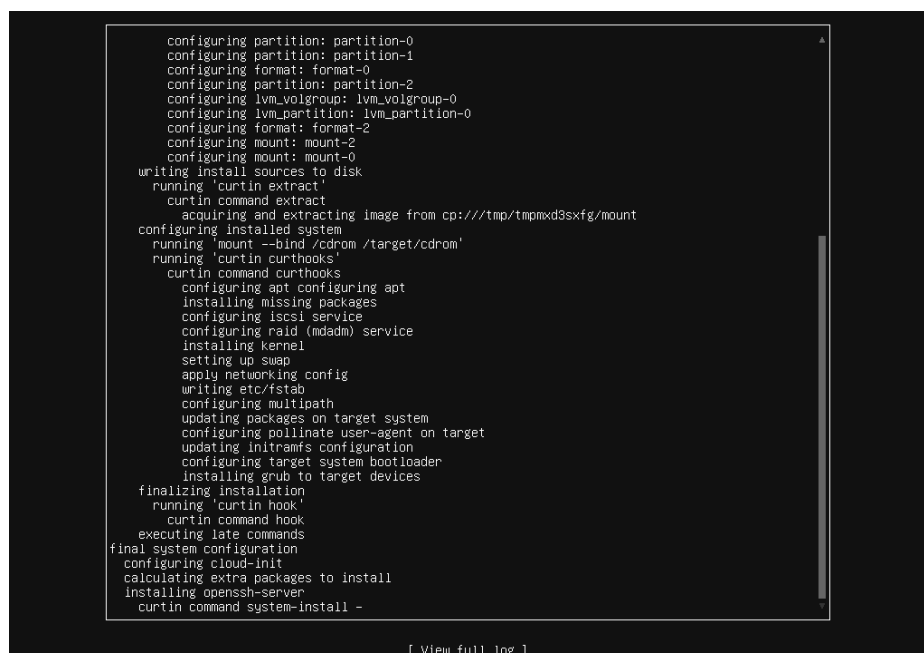 configuring partition: partition-0
configuring partition: partition-1
configuring format: format-0
configuring partition: partition-2
configuring lvm_volgroup: lvm_volgroup-0
configuring lvm_partition: lvm_partition-0
configuring format: format-2
configuring mount: mount-2
configuring mount: mount-0
writing install sources to disk
running 'curtin extract'
curtin command extract
acquiring and extracting image from cp:///tmp/tmpmxd3sxfg/mount
configuring installed system
running 'mount --bind /cdrom /target/cdrom'
running 'curtin curthooks'
curtin command curthooks
configuring apt configuring apt
installing missing packages
configuring iscsi service
configuring raid (mdadm) service
installing kernel
setting up swap
apply networking config
writing etc/fstab
configuring multipath
updating packages on target system
configuring pollinate user-agent on target
updating initramfs configuration
configuring target system bootloader
installing grub to target devices
finalizing installation
running 'curtin hook'
curtin command hook
executing late commands
final system configuration
configuring cloud-init
calculating extra packages to install
installing openssh-server
curtin command system-install -
[ View full log ]